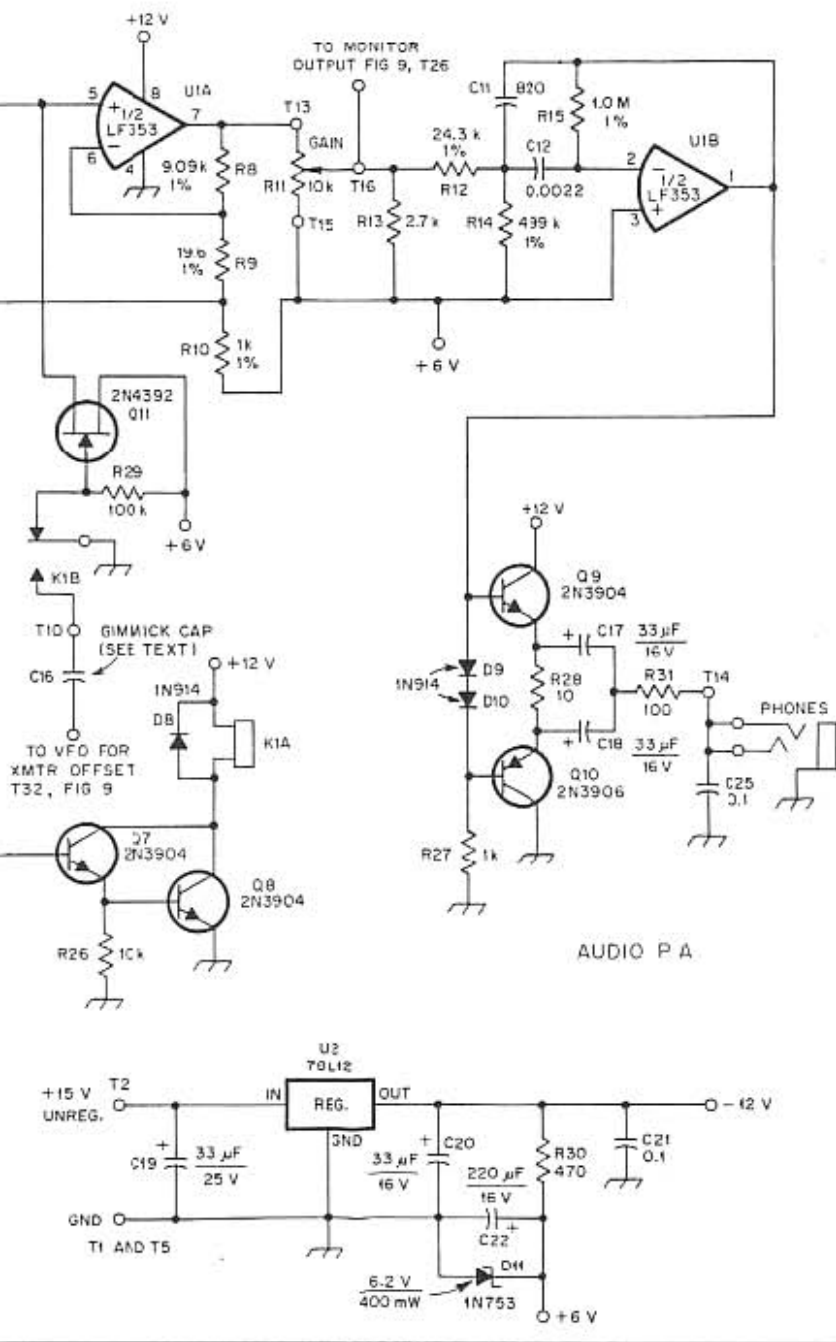 +12 V
TO MONITOR
OUTPUT FIG 9, T26
U1A
5
8
+
1/2
LF353
7
6
−
4
T13
GAIN
R11
10k
T16
T15
9.09k
1%
R8
19.6
1%
R9
R10
1k
1%
R13
2.7k
24.3 k
1%
R12
R14
499 k
1%
C11
820
C12
0.0022
R15
1.0 M
1%
U1B
2
−
1/2
LF353
+
3
1
+6 V
2N4392
Q11
R29
100k
+6 V
K1B
T10
GIMMICK CAP
(SEE TEXT)
C16
TO VFO FOR
XMTR OFFSET
T32, FIG 9
+12 V
1N914
D8
K1A
Q7
2N3904
Q8
2N3904
R26
10k
+12 V
Q9
2N3904
1N914
D9
D10
R28
10
+
C17
33 µF
16 V
+
C18
33 µF
16 V
R31
100
T14
PHONES
C25
0.1
Q10
2N3906
R27
1k
AUDIO P A
U2
78L12
+15 V
UNREG.
T2
IN
REG.
OUT
GND
-12 V
+
C19
33 µF
25 V
+
C20
33 µF
16 V
220 µF
16 V
C22
+
R30
470
C21
0.1
GND
T1 AND T5
6.2 V
400 mW
D11
1N753
+6 V